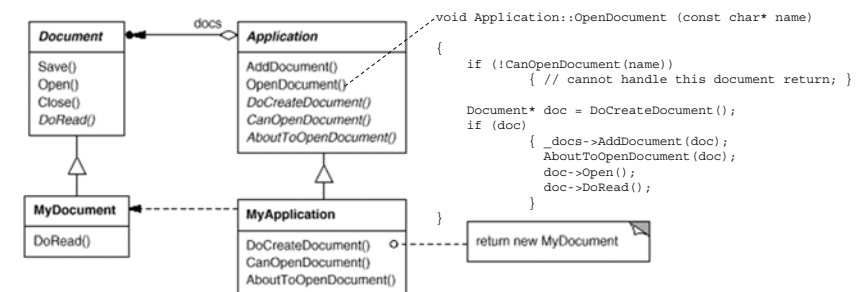 docs
Document
Save()
Open()
Close()
DoRead()
Application
AddDocument()
OpenDocument()
DoCreateDocument()
CanOpenDocument()
AboutToOpenDocument()
MyDocument
DoRead()
MyApplication
DoCreateDocument()
CanOpenDocument()
AboutToOpenDocument()
return new MyDocument
void Application::OpenDocument (const char* name)
{
if (!CanOpenDocument(name))
{ // cannot handle this document return; }
Document* doc = DoCreateDocument();
if (doc)
{ _docs->AddDocument(doc);
AboutToOpenDocument(doc);
doc->Open();
doc->DoRead();
}
}